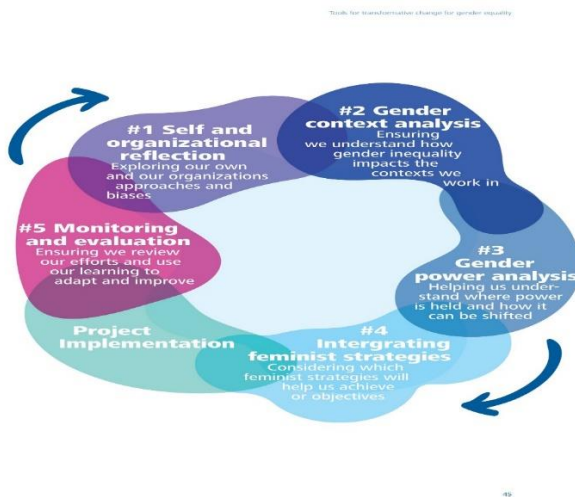 Tools for transformative change for gender equality
#1 Self and
organizational
reflection
Exploring our own
and our organizations
approaches and
biases
#2 Gender
context analysis
Ensuring
we understand how
gender inequality
impacts the
contexts we
work in
#3
Gender
power analysis
Helping us under-
stand where power
is held and how it
can be shifted
#4
Intergrating
feminist strategies
Considering which
feminist strategies will
help us achieve
or objectives
Project
Implementation
#5 Monitoring
and evaluation
Ensuring we review
our efforts and use
our learning to
adapt and improve
45